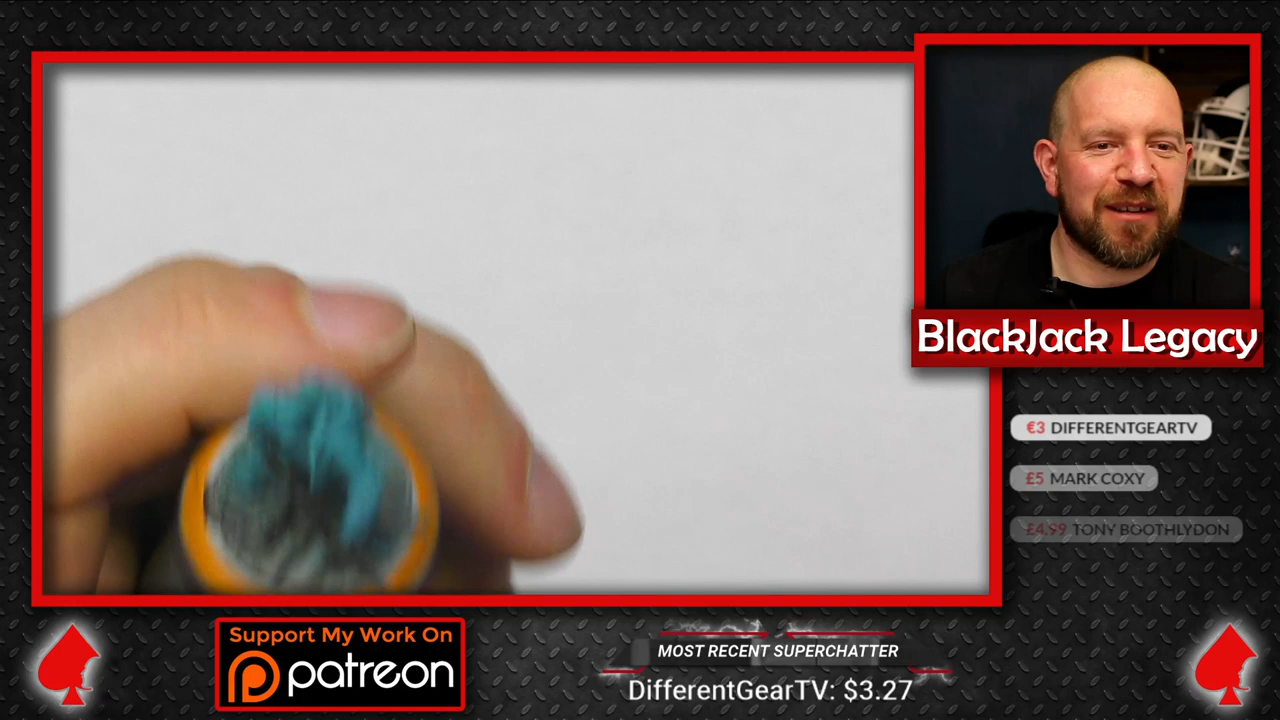 BlackJack Legacy
€3 DIFFERENTGEARTV
£5 MARK COXY
£4.99 TONY BOOTHLYDON
Support My Work On
patreon
MOST RECENT SUPERCHATTER
DifferentGearTV: $3.27